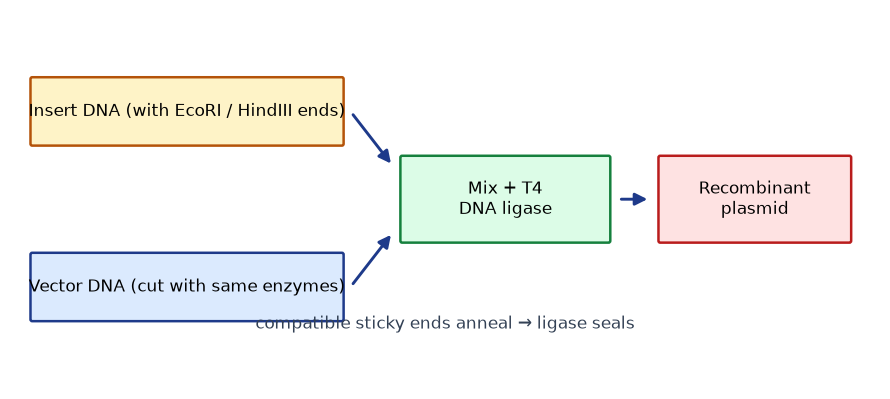 Insert DNA (with EcoRI / HindIII ends)
Mix + T4
DNA ligase
Recombinant
plasmid
Vector DNA (cut with same enzymes)
compatible sticky ends anneal → ligase seals